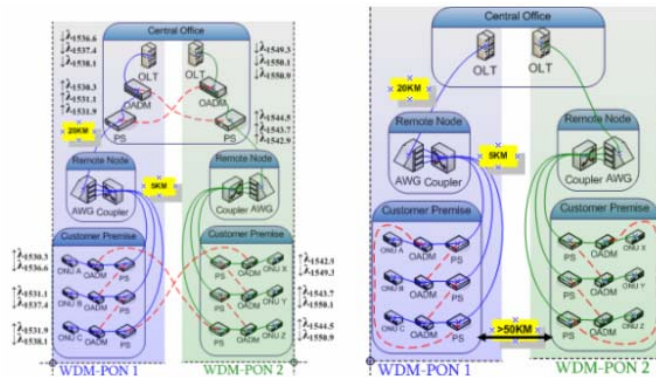 Central Office
↓λ1536.6
↓λ1537.4
↓λ1538.1
OLT
OLT
↓λ1549.3
↓λ1550.1
↓λ1550.9
↑λ1530.3
↑λ1531.1
↑λ1531.9
OADM
OADM
20KM
PS
PS
↑λ1544.5
↑λ1543.7
↑λ1542.9
Remote Node
5KM
Remote Node
AWG
Coupler
Coupler
AWG
Customer Premise
Customer Premise
λ1530.3
λ1536.6
ONU A
OADM
PS
PS
OADM
ONU X
λ1542.5
λ1549.3
λ1531.1
λ1537.4
ONU B
OADM
PS
PS
OADM
ONU Y
λ1543.7
λ1550.1
λ1531.9
λ1538.1
ONU C
OADM
PS
PS
OADM
ONU Z
λ1544.5
λ1550.9
WDM-PON 1
WDM-PON 2
Central Office
OLT
OLT
20KM
Remote Node
5KM
Remote Node
AWG
Coupler
Coupler
AWG
Customer Premise
Customer Premise
ONU A
OADM
PS
PS
OADM
ONU X
ONU B
OADM
PS
PS
OADM
ONU Y
ONU C
OADM
PS
PS
OADM
ONU Z
>50KM
WDM-PON 1
WDM-PON 2